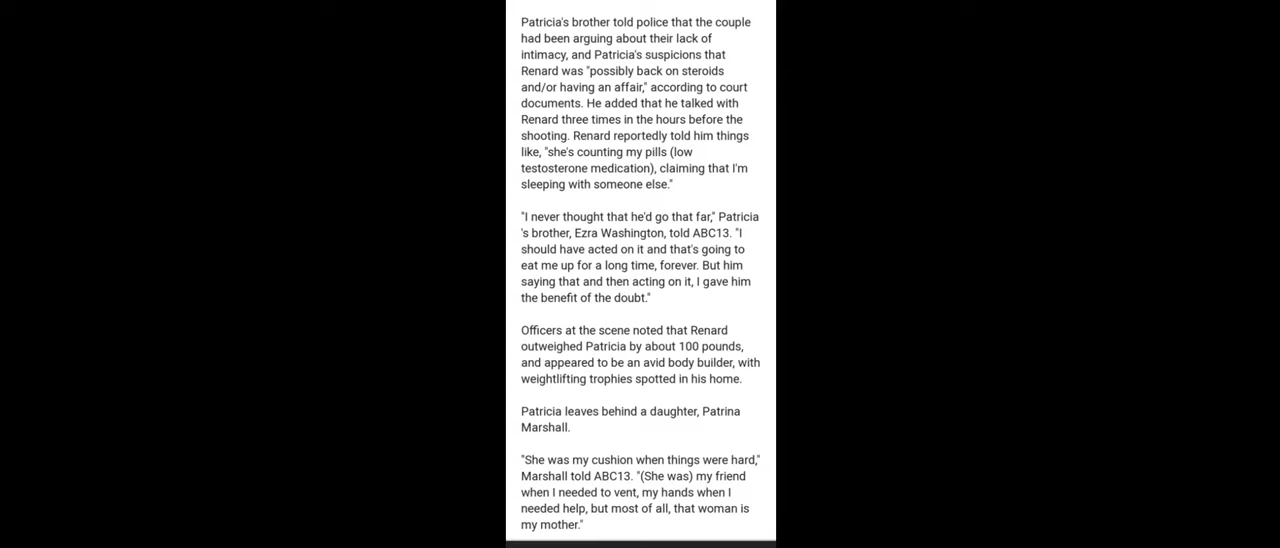 Patricia's brother told police that the couple
had been arguing about their lack of
intimacy, and Patricia's suspicions that
Renard was "possibly back on steroids
and/or having an affair," according to court
documents. He added that he talked with
Renard three times in the hours before the
shooting. Renard reportedly told him things
like, "she's counting my pills (low
testosterone medication), claiming that I'm
sleeping with someone else."
"I never thought that he'd go that far," Patricia
's brother, Ezra Washington, told ABC13. "I
should have acted on it and that's going to
eat me up for a long time, forever. But him
saying that and then acting on it, I gave him
the benefit of the doubt."
Officers at the scene noted that Renard
outweighed Patricia by about 100 pounds,
and appeared to be an avid body builder, with
weightlifting trophies spotted in his home.
Patricia leaves behind a daughter, Patrina
Marshall.
"She was my cushion when things were hard,"
Marshall told ABC13. "(She was) my friend
when I needed to vent, my hands when I
needed help, but most of all, that woman is
my mother."